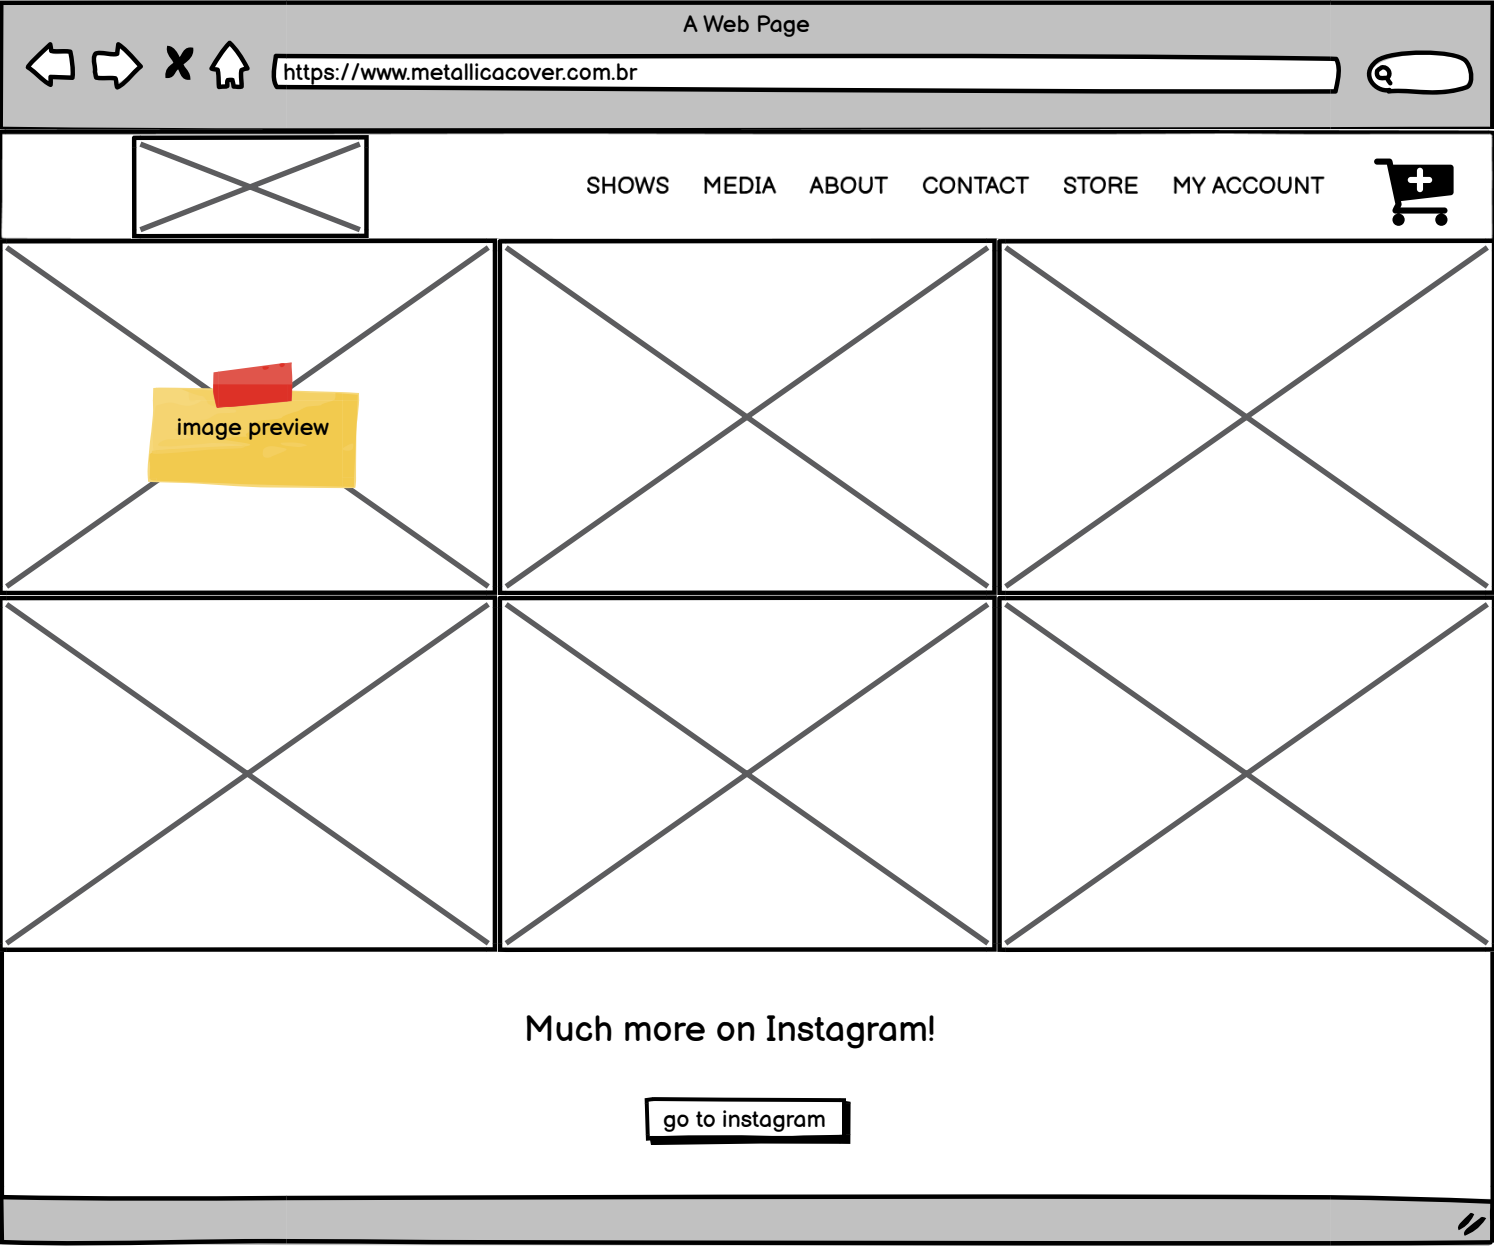 A Web Page
https://www.metallicacover.com.br
SHOWS MEDIA ABOUT CONTACT STORE MY ACCOUNT
image preview
Much more on Instagram!
go to instagram